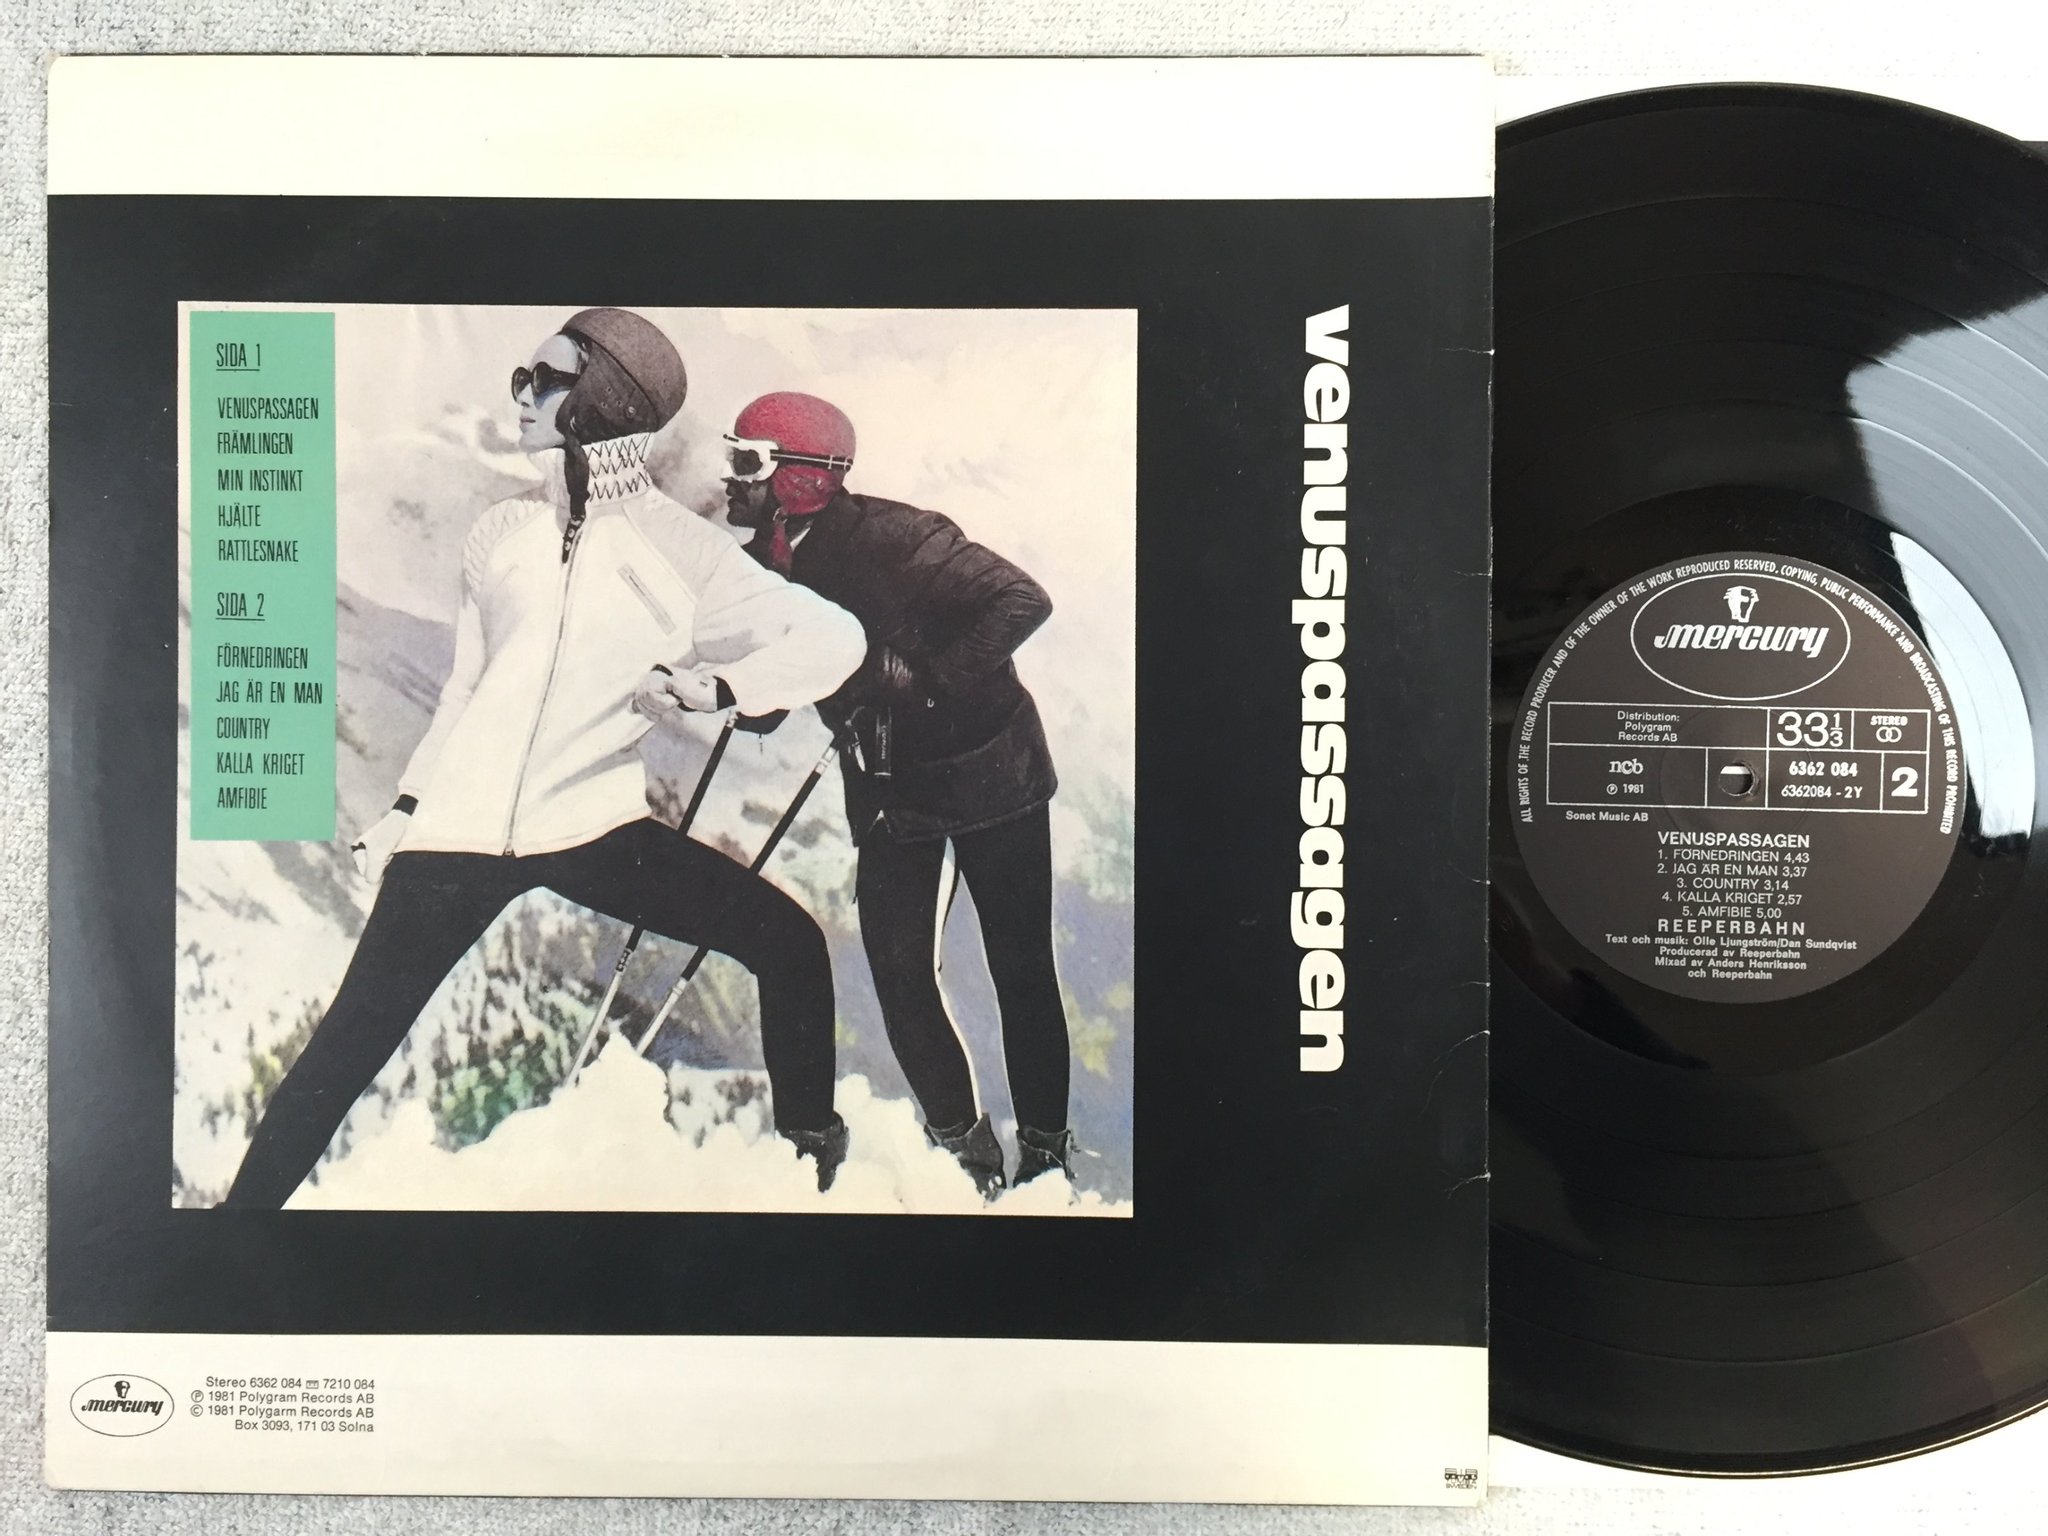 SIDA 1
VENUSPASSAGEN
FRÄMLINGEN
MIN INSTINKT
HJÄLTE
RATTLESNAKE
SIDA 2
FÖRNEDRINGEN
JAG ÄR EN MAN
COUNTRY
KALLA KRIGET
AMFIBIE
venuspassagen
mercury
Stereo 6362 084 7210 084
Ⓟ 1981 Polygram Records AB
© 1981 Polygarm Records AB
Box 3093, 171 03 Solna
TUMBA
SWEDEN
ALL RIGHTS OF THE RECORD PRODUCER AND OF THE OWNER OF THE WORK REPRODUCED RESERVED. COPYING, PUBLIC PERFORMANCE AND BROADCASTING OF THIS RECORD PROHIBITED
mercury
Distribution:
Polygram
Records AB
33 1/3
STEREO
ncb
Ⓟ 1981
6362 084
6362084 - 2Y
2
Sonet Music AB
VENUSPASSAGEN
1. FÖRNEDRINGEN 4,43
2. JAG ÄR EN MAN 3,37
3. COUNTRY 3,14
4. KALLA KRIGET 2,57
5. AMFIBIE 5,00
REEPERBAHN
Text och musik: Olle Ljungström/Dan Sundqvist
Producerad av Reeperbahn
Mixad av Anders Henriksson
och Reeperbahn